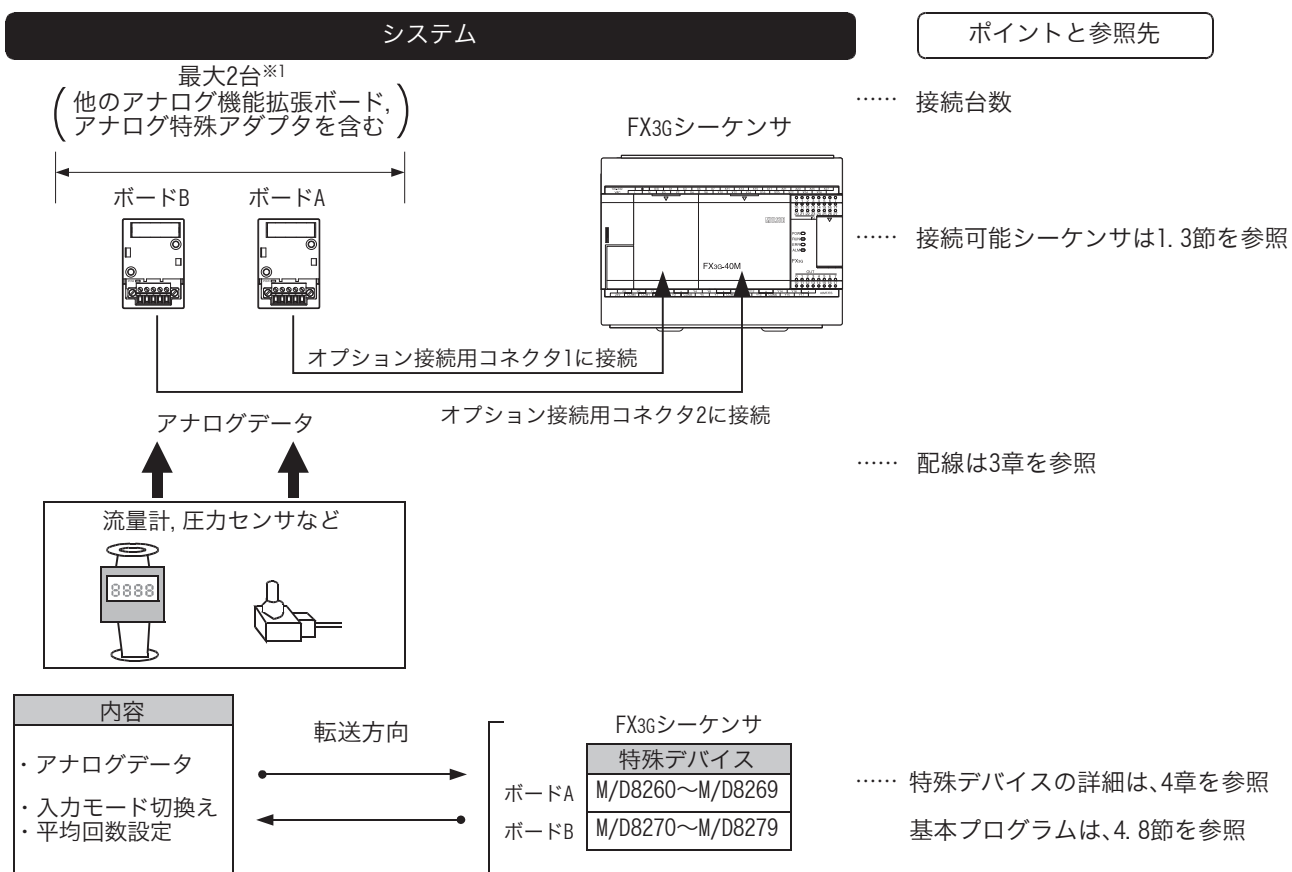 システム
ポイントと参照先
最大2台※1
(他のアナログ機能拡張ボード,
アナログ特殊アダプタを含む)
…… 接続台数
FX3Gシーケンサ
ボードB
ボードA
…… 接続可能シーケンサは1. 3節を参照
FX3G-40M
オプション接続用コネクタ1に接続
オプション接続用コネクタ2に接続
アナログデータ
…… 配線は3章を参照
流量計, 圧力センサなど
8888
内容
・アナログデータ
・入力モード切換え
・平均回数設定
転送方向
FX3Gシーケンサ
特殊デバイス
ボードA M/D8260～M/D8269
ボードB M/D8270～M/D8279
…… 特殊デバイスの詳細は、4章を参照
基本プログラムは、4. 8節を参照